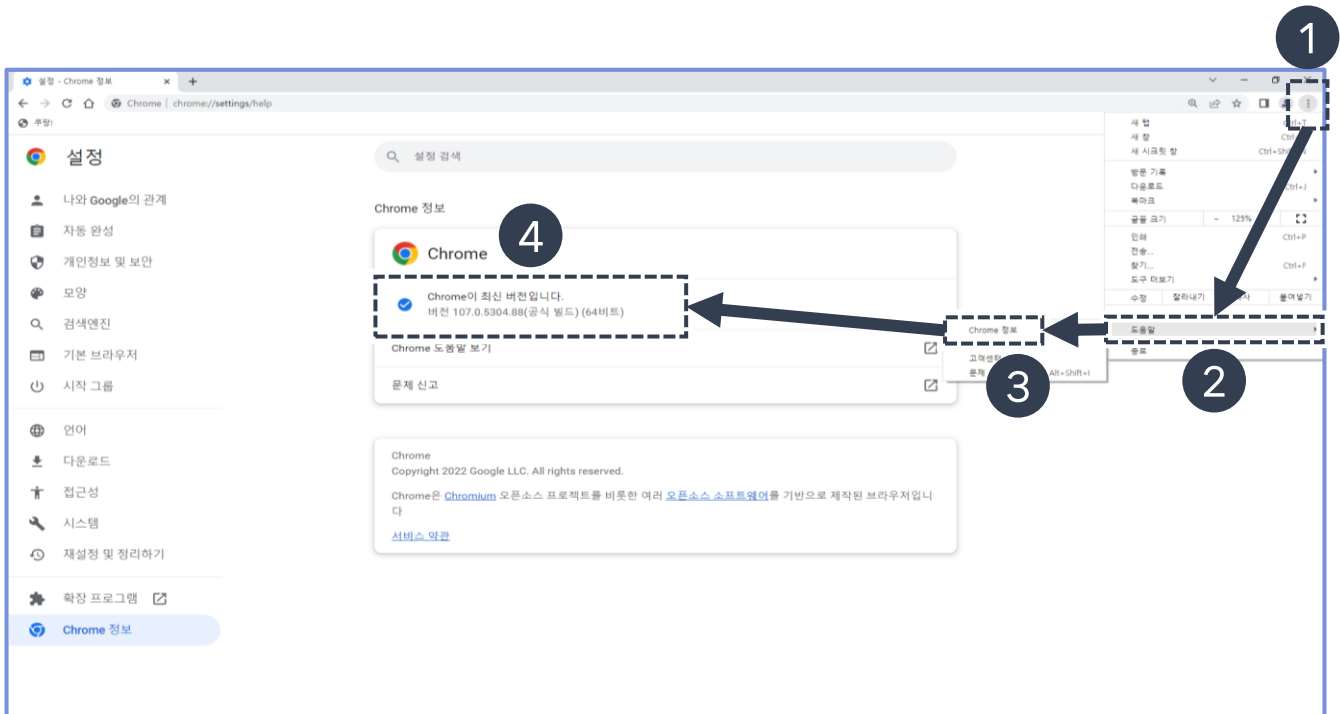 1
설정 - Chrome 정보
Chrome | chrome://settings/help
쿠팡!
설정
설정 검색
나와 Google의 관계
자동 완성
개인정보 및 보안
모양
검색엔진
기본 브라우저
시작 그룹
언어
다운로드
접근성
시스템
재설정 및 정리하기
확장 프로그램
Chrome 정보
Chrome 정보
4
Chrome
Chrome이 최신 버전입니다.
버전 107.0.5304.88(공식 빌드) (64비트)
Chrome 도움말 보기
문제 신고
Chrome
Copyright 2022 Google LLC. All rights reserved.
Chrome은 Chromium 오픈소스 프로젝트를 비롯한 여러 오픈소스 소프트웨어를 기반으로 제작된 브라우저입니
다
서비스 약관
새 탭 Ctrl+T
새 창
새 시크릿 창
방문 기록
다운로드 Ctrl+J
북마크
글꼴 크기 - 125%
인쇄 Ctrl+P
전송...
찾기... Ctrl+F
도구 더보기
수정 잘라내기 붙여넣기
도움말
종료
2
Chrome 정보
고객센터
문제 Alt+Shift+I
3